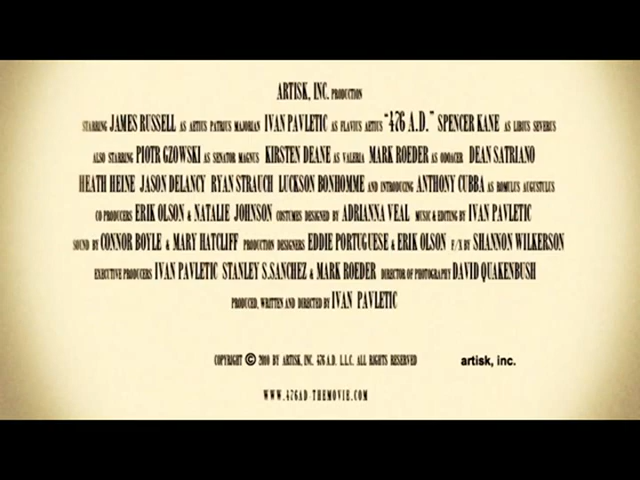 ARTISK, INC. PRODUCTION
STARRING JAMES RUSSELL AS AETIUS PATRIUS MAJORIAN IVAN PAVLETIC AS FLAVIUS AETIUS "476 A.D." SPENCER KANE AS LIBIUS SEVERUS
ALSO STARRING PIOTR GZOWSKI AS SENATOR MAGNUS KIRSTEN DEANE AS VALERIA MARK ROEDER AS ODOACER DEAN SATRIANO
HEATH HEINE JASON DELANCY RYAN STRAUCH LUCKSON BONHOMME AND INTRODUCING ANTHONY CUBBA AS ROMULUS AUGUSTULUS
CO PRODUCERS ERIK OLSON & NATALIE JOHNSON COSTUMES DESIGNED BY ADRIANNA VEAL MUSIC & EDITING BY IVAN PAVLETIC
SOUND BY CONNOR BOYLE & MARY HATCLIFF PRODUCTION DESIGNERS EDDIE PORTUGUESE & ERIK OLSON F/X BY SHANNON WILKERSON
EXECUTIVE PRODUCERS IVAN PAVLETIC STANLEY S.SANCHEZ & MARK ROEDER DIRECTOR OF PHOTOGRAPHY DAVID QUAKENBUSH
PRODUCED, WRITTEN AND DIRECTED BY IVAN PAVLETIC
COPYRIGHT © 2010 BY ARTISK, INC. 476 A.D. L.L.C. ALL RIGHTS RESERVED artisk, inc.
WWW.476AD-THEMOVIE.COM